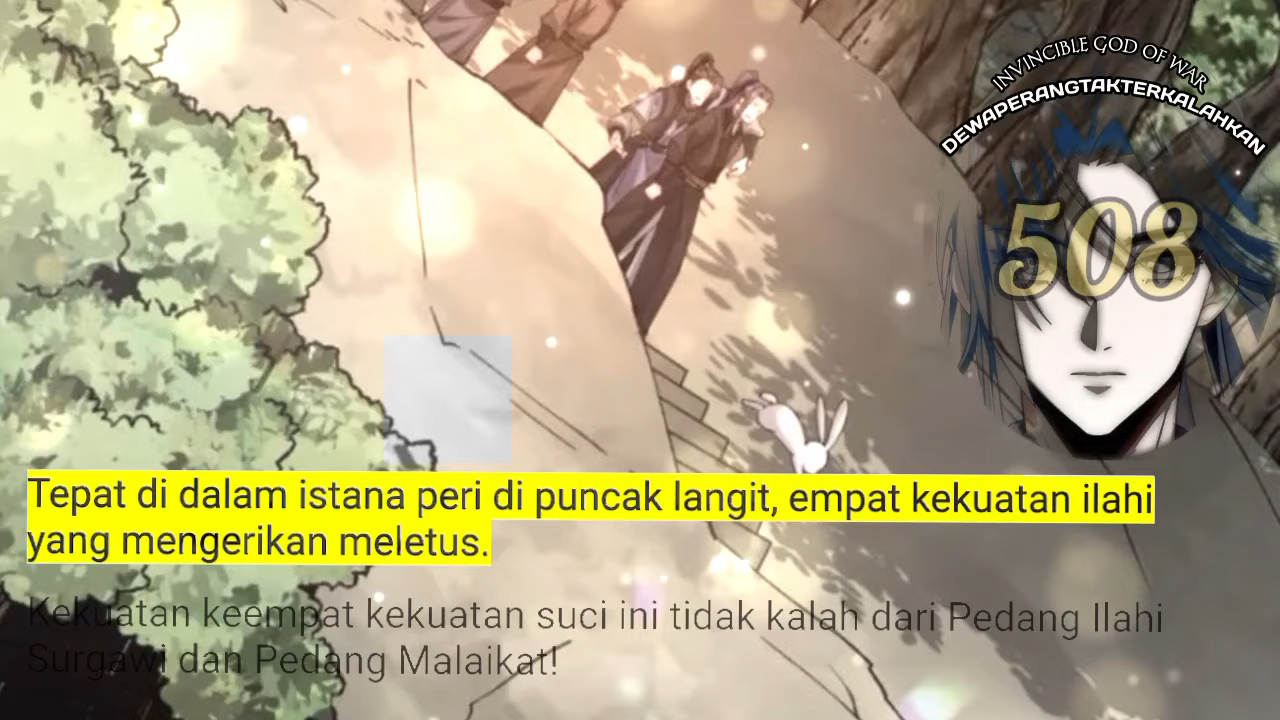 INVINCIBLE GOD OF WAR
DEWAPERANGTAKTERKALAHKAN
508
Tepat di dalam istana peri di puncak langit, empat kekuatan ilahi
yang mengerikan meletus.
Kekuatan keempat kekuatan suci ini tidak kalah dari Pedang Ilahi
Surgawi dan Pedang Malaikat!